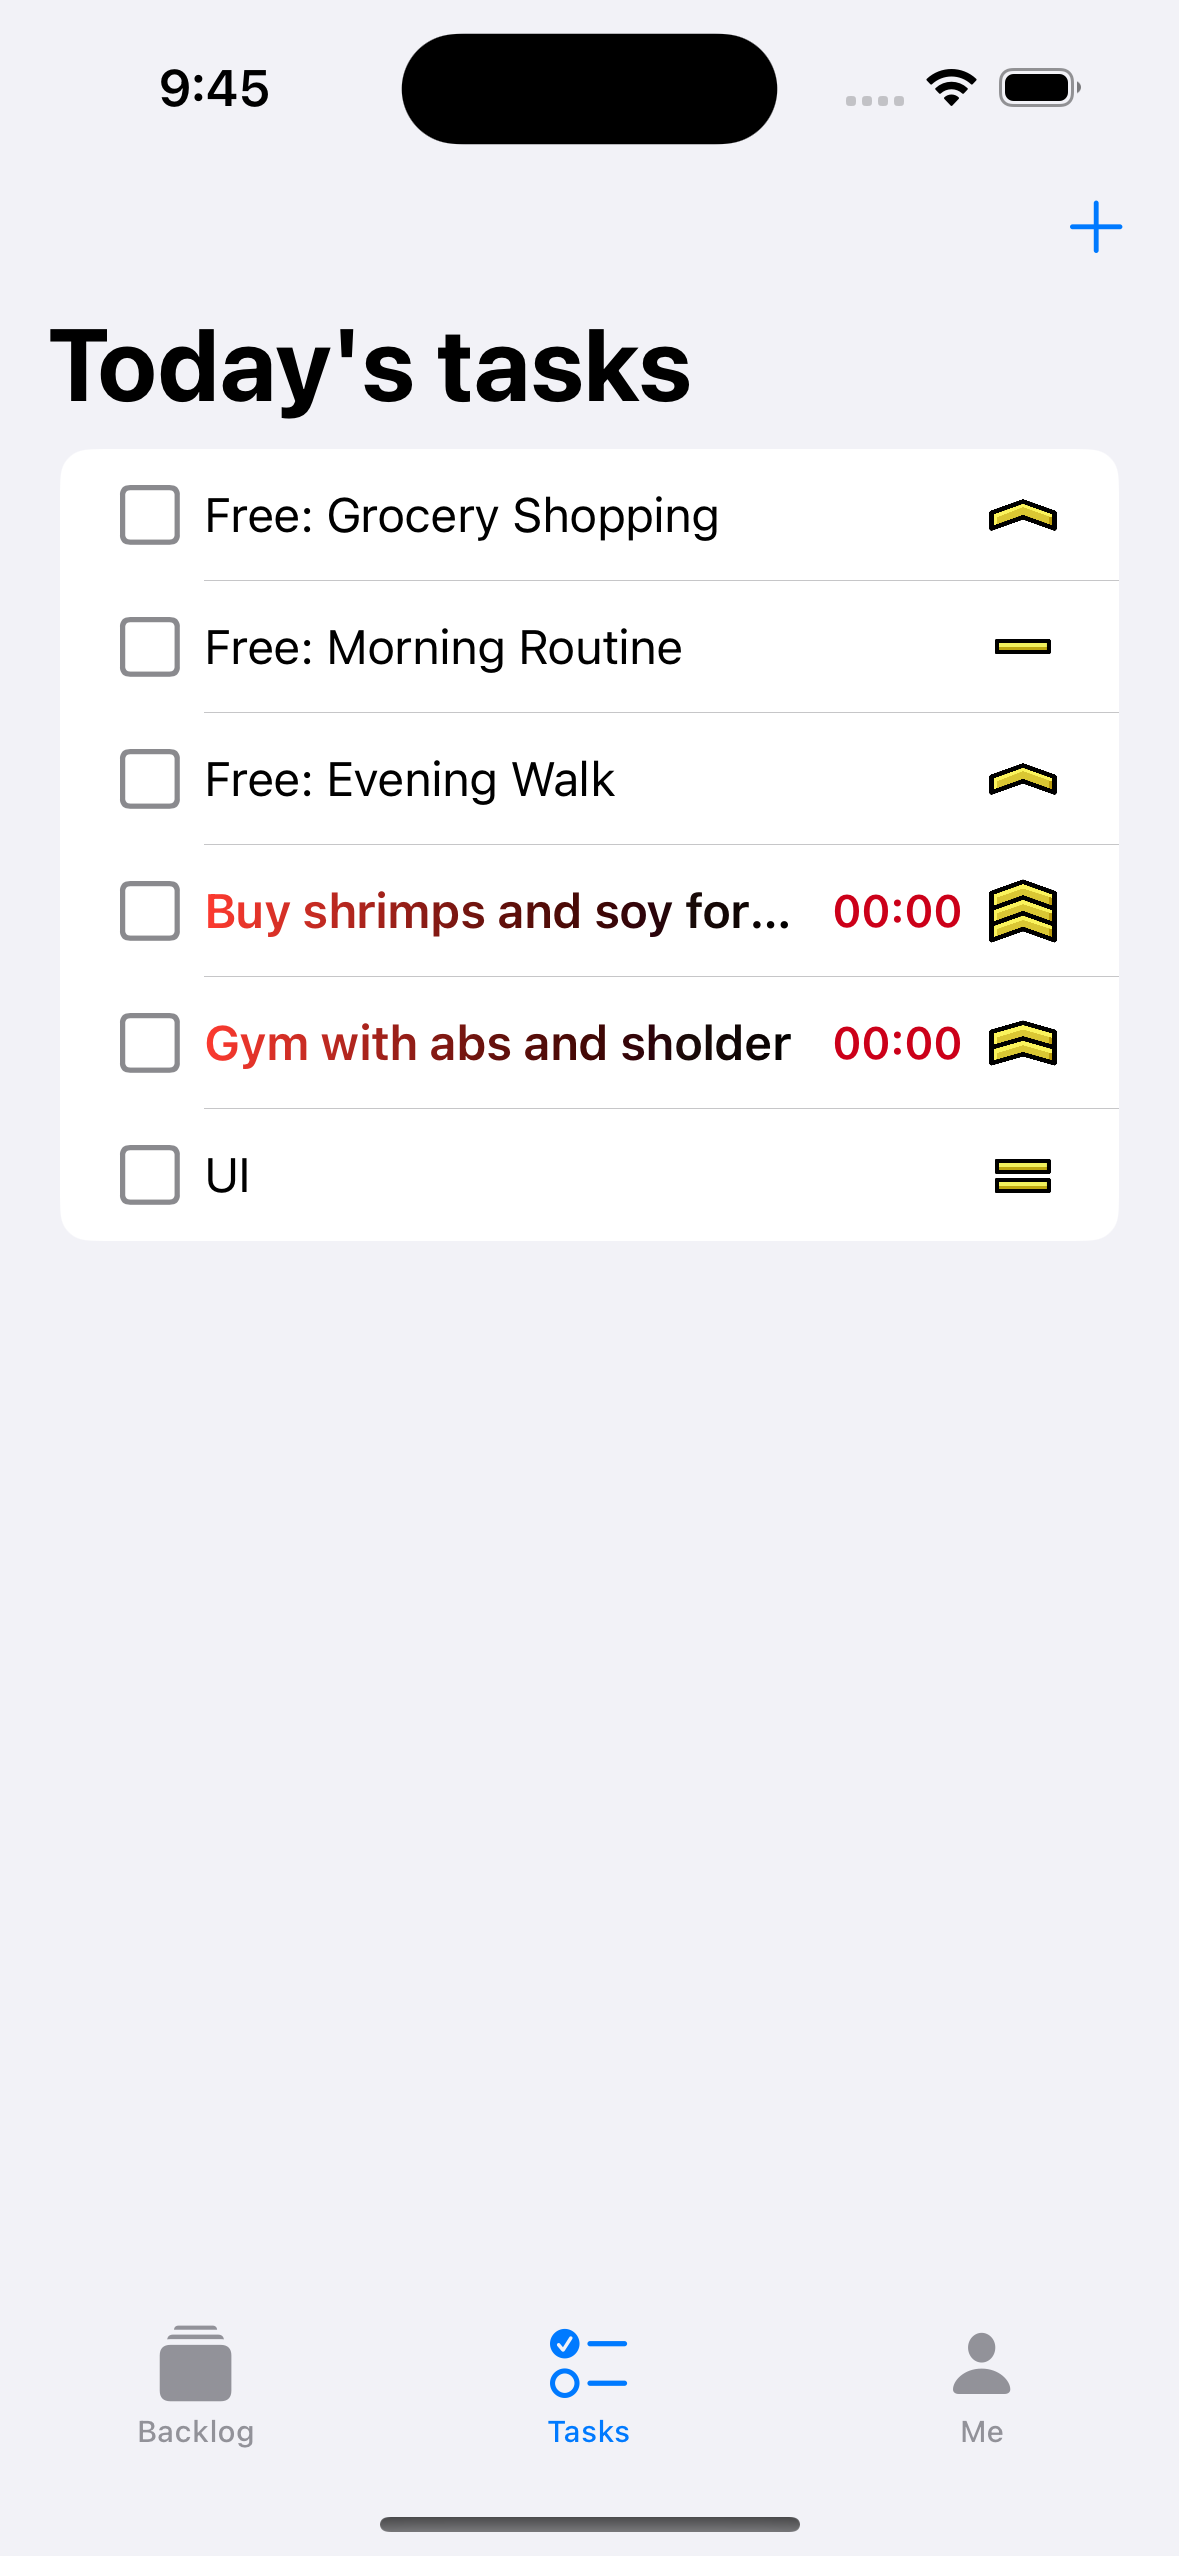 9:45
Today's tasks
Free: Grocery Shopping
Free: Morning Routine
Free: Evening Walk
Buy shrimps and soy for... 00:00
Gym with abs and sholder 00:00
UI
Backlog Tasks Me